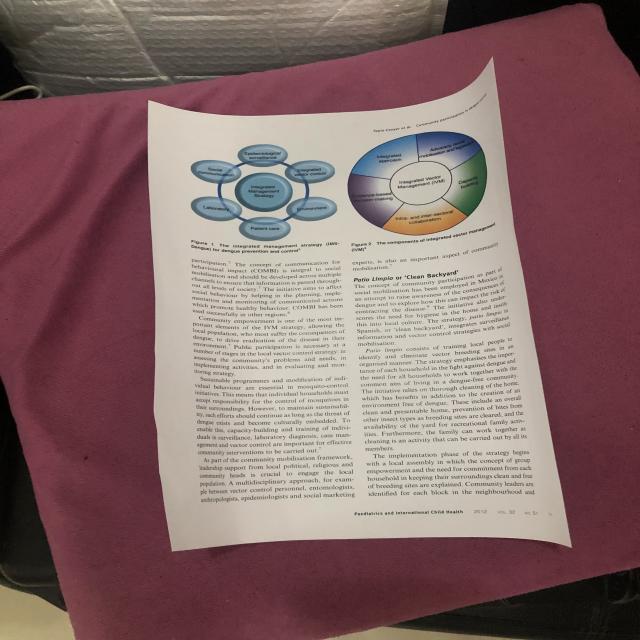 Tapia-Conyer et al. Community participation in dengue
Epidemiological surveillance
Social
Integrated vector control
Integrated Management Strategy
Laboratory
Environment
Patient care
Integrated approach
Advocacy, social mobilisation and legislation
Integrated Vector Management (IVM)
Evidence-based decision-making
Capacity building
Intra- and inter-sectoral collaboration
Figure 1 The integrated management strategy (IMS-
Dengue) for dengue prevention and control
Figure 2 The components of integrated vector management
(IVM)
participation. The concept of communication for
behavioural impact (COMBI) is integral to social
mobilisation and should be developed across multiple
channels to ensure that information is passed through-
out all levels of society. The initiative aims to affect
social behaviour by helping in the planning, imple-
mentation and monitoring of communicated actions
which promote healthy behaviour. COMBI has been
used successfully in other regions.
Community empowerment is one of the most im-
portant elements of the IVM strategy, allowing the
local population, who most suffer the consequences of
dengue, to drive eradication of the disease in their
environment. Public participation is necessary at a
number of stages in the local vector control strategy: in
assessing the community's problems and needs, in
implementing activities, and in evaluating and moni-
toring strategy.
Sustainable programmes and modification of indi-
vidual behaviour are essential in mosquito-control
initiatives. This means that individual households must
accept responsibility for the control of mosquitoes in
their surroundings. However, to maintain sustainabil-
ity, such efforts should continue as long as the threat of
dengue exists and become culturally embedded. To
enable this, capacity-building and training of indivi-
duals in surveillance, laboratory diagnosis, case man-
agement and vector control are important for effective
community interventions to be carried out.
As part of the community mobilisation framework,
leadership support from local political, religious and
community heads is crucial to engage the local
population. A multidisciplinary approach, for exam-
ple between vector control personnel, entomologists,
anthropologists, epidemiologists and social marketing
experts, is also an important aspect of community
mobilisation.
Patio Limpio or 'Clean Backyard'
The concept of community participation as part of
social mobilisation has been employed in Mexico in
an attempt to raise awareness of the consequences of
dengue and to explore how this can impact the risk of
contracting the disease. The initiative also under-
scores the need for hygiene in the home and instils
this into local culture. The strategy, patio limpio in
Spanish, or 'clean backyard', integrates surveillance
information and vector control strategies with social
mobilisation.
Patio limpio consists of training local people to
identify and eliminate vector breeding sites in an
organised manner. The strategy emphasises the impor-
tance of each household in the fight against dengue and
the need for all households to work together with the
common aim of living in a dengue-free community.
The initiative relies on thorough cleaning of the home,
which has benefits in addition to the creation of an
environment free of dengue. These include an overall
clean and presentable home, prevention of bites from
other insect types as breeding sites are cleared, and the
availability of the yard for recreational family activ-
ities. Furthermore, the family can work together as
cleaning is an activity that can be carried out by all its
members.
The implementation phase of the strategy begins
with a local assembly in which the concept of group
empowerment and the need for commitment from each
household in keeping their surroundings clean and free
of breeding sites are explained. Community leaders are
identified for each block in the neighbourhood and
Paediatrics and International Child Health 2012 VOL. 32 NO. S1